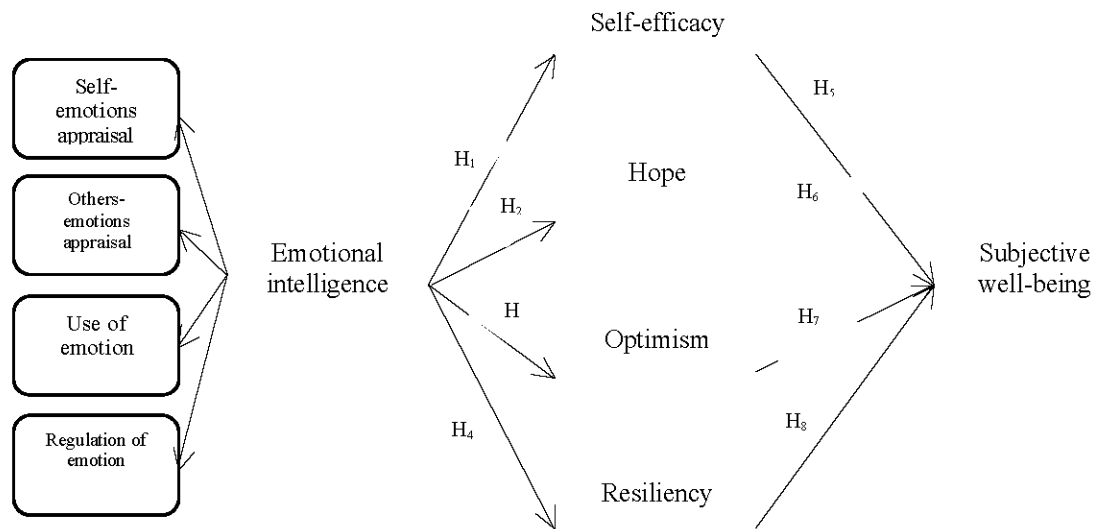 Self-
emotions
appraisal
Others-
emotions
appraisal
Use of
emotion
Regulation of
emotion
Emotional
intelligence
H1
H2
H
H4
Self-efficacy
Hope
Optimism
Resiliency
H5
H6
H7
H8
Subjective
well-being